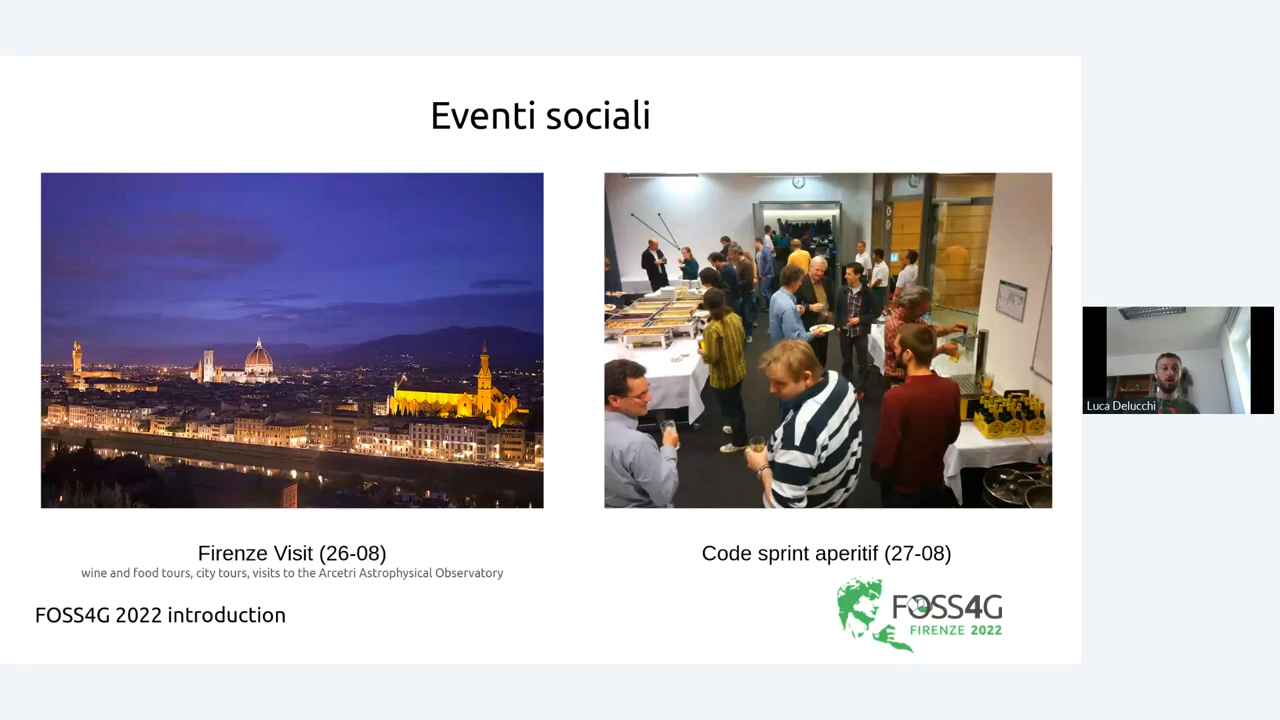 Eventi sociali
Firenze Visit (26-08)
wine and food tours, city tours, visits to the Arcetri Astrophysical Observatory
Code sprint aperitif (27-08)
FOSS4G 2022 introduction
FOSS4G
FIRENZE 2022
Luca Delucchi